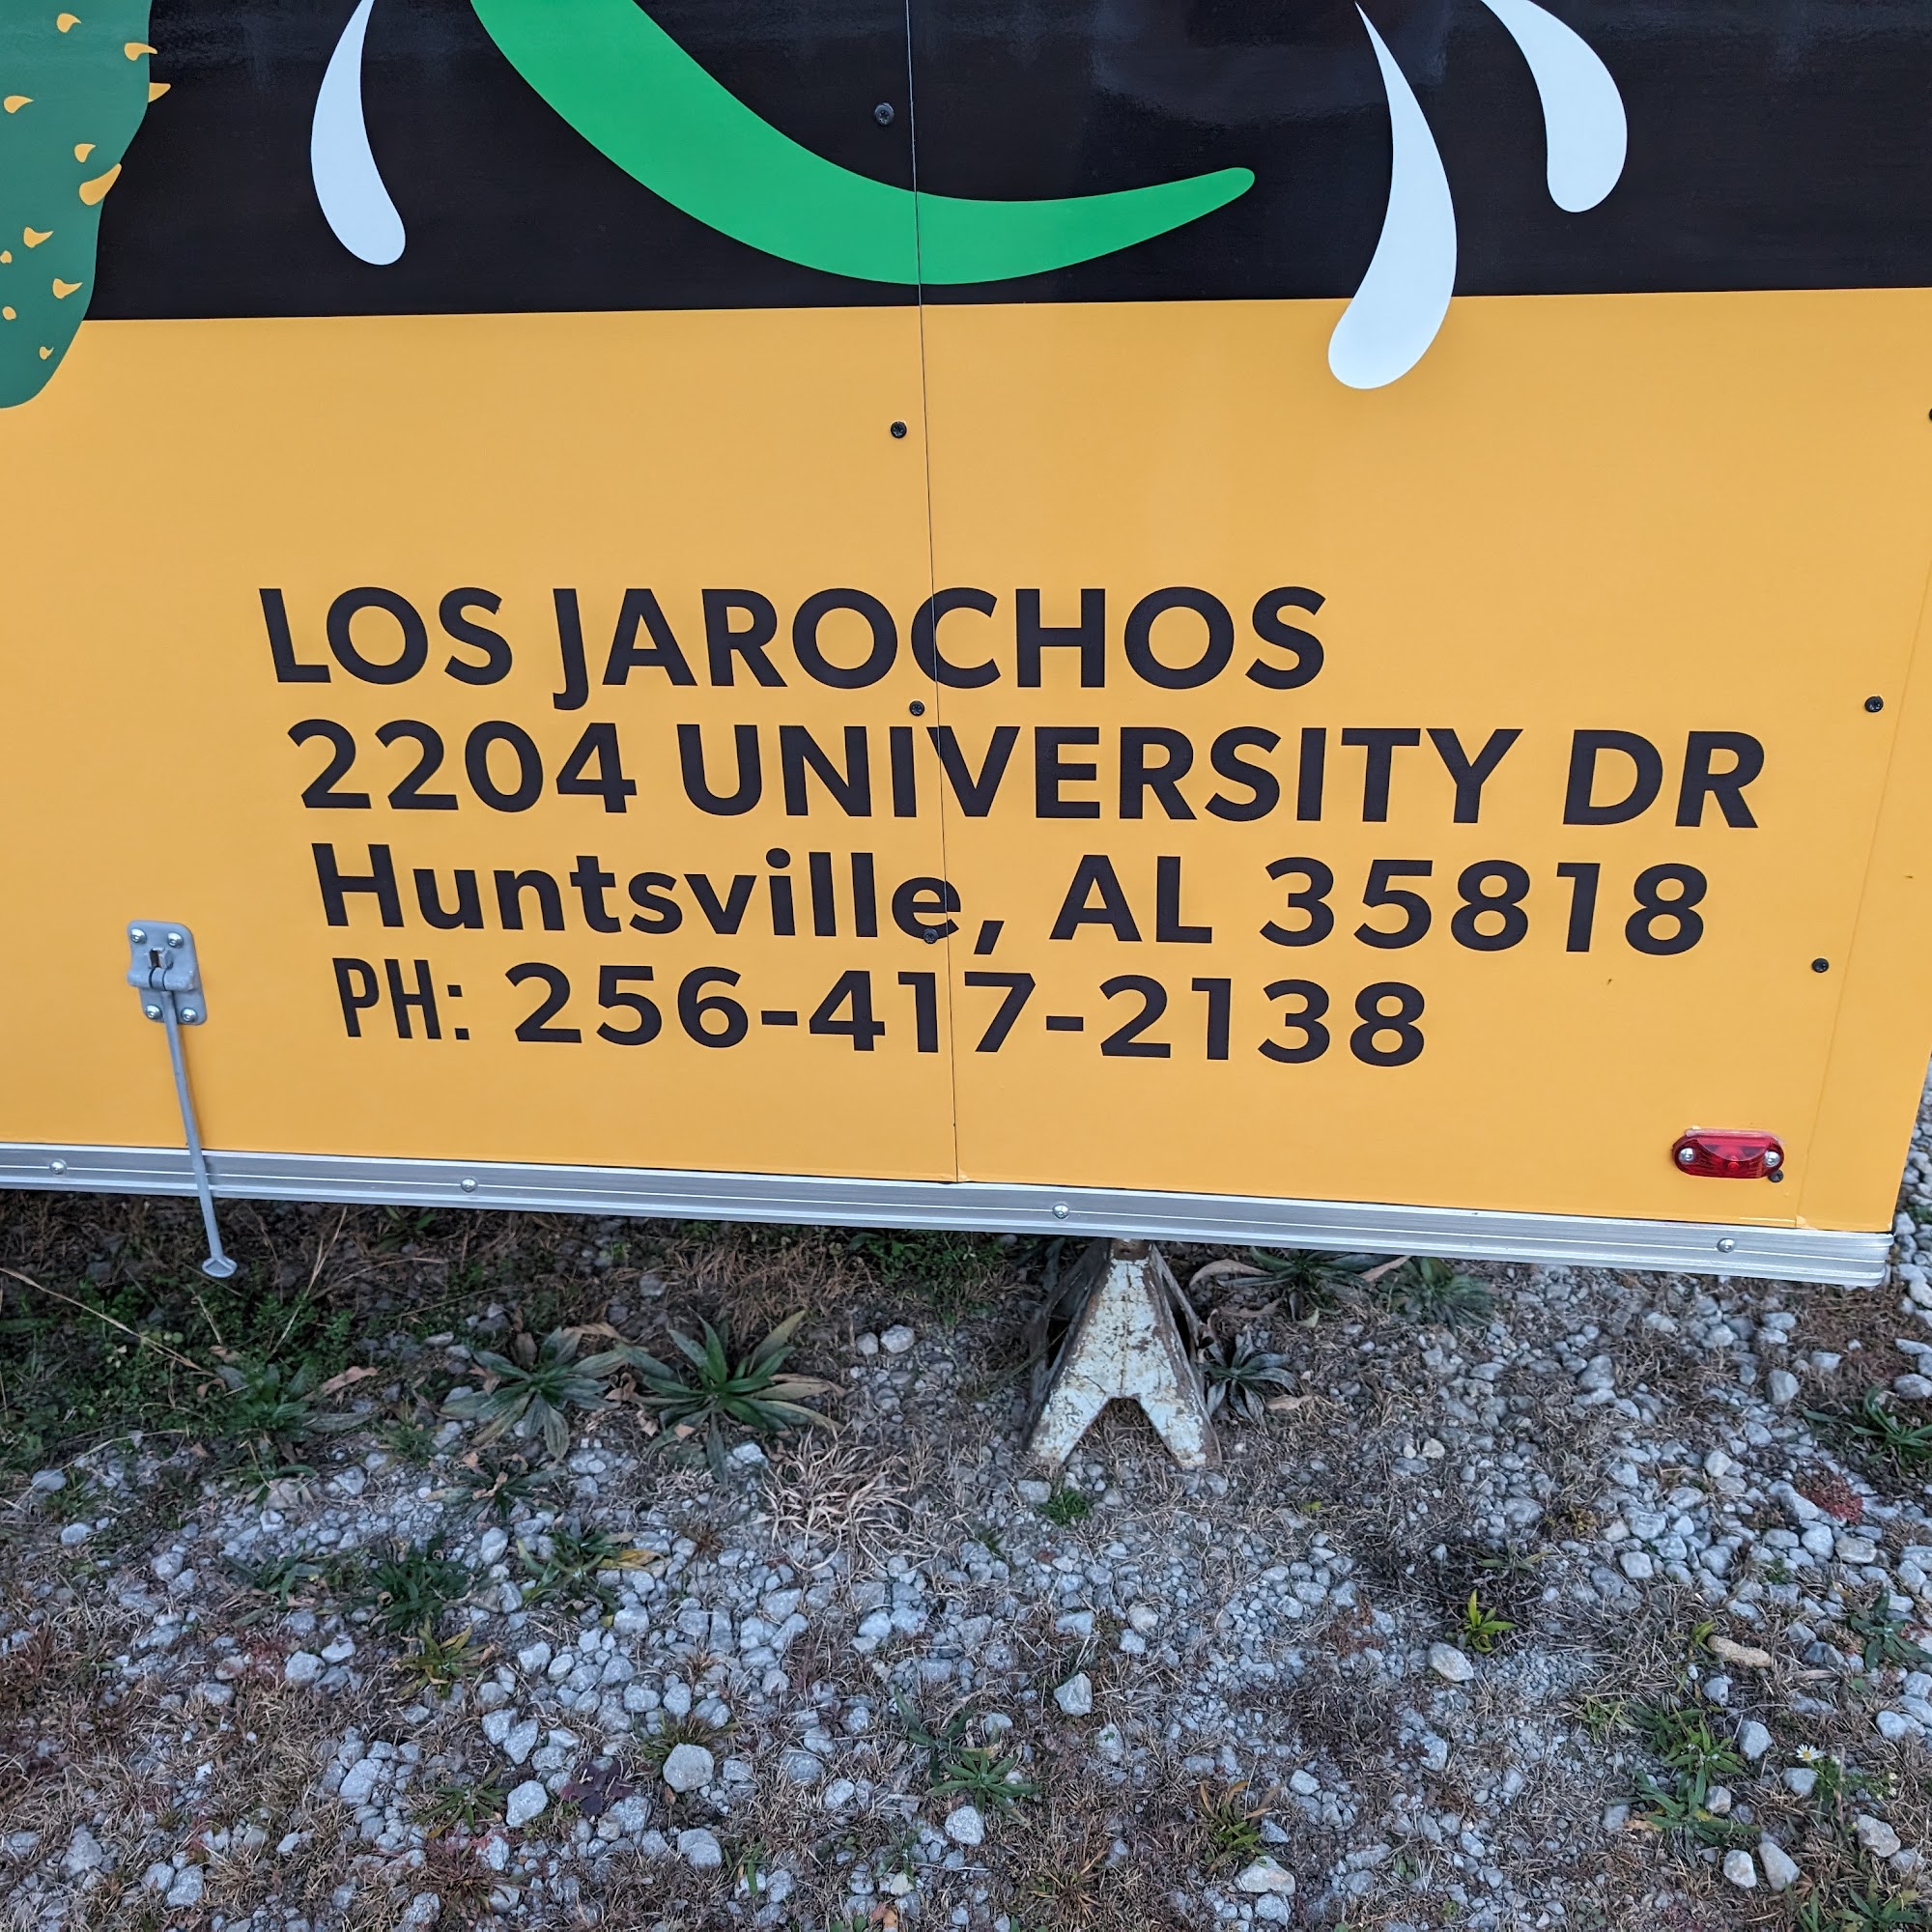 LOS JAROCHOS
2204 UNIVERSITY DR
Huntsville, AL 35818
PH: 256-417-2138